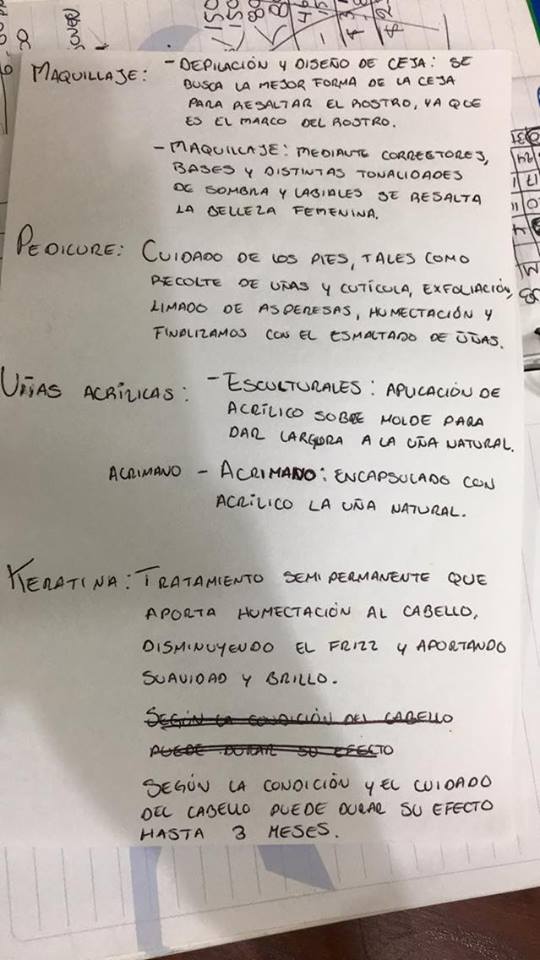 MAQUILLAJE: - DEPILACIÓN Y DISEÑO DE CEJA: SE
BUSCA LA MEJOR FORMA DE LA CEJA
PARA RESALTAR EL ROSTRO, YA QUE
ES EL MARCO DEL ROSTRO.
- MAQUILLAJE: MEDIANTE CORRECTORES,
BASES Y DISTINTAS TONALIDADES
DE SOMBRA Y LABIALES SE RESALTA
LA BELLEZA FEMENINA.
PEDICURE: CUIDADO DE LOS PIES, TALES COMO
RECOLTE DE UÑAS Y CUTÍCULA, EXFOLIACIÓN,
LIMADO DE ASPERESAS, HUMECTACIÓN Y
FINALIZAMOS CON EL ESMALTADO DE UÑAS.
UÑAS ACRÍLICAS: - ESCULTURALES: APLICACIÓN DE
ACRÍLICO SOBRE MOLDE PARA
DAR LARGURA A LA UÑA NATURAL.
ACRIMANO - ACRIMANO: ENCAPSULADO CON
ACRÍLICO LA UÑA NATURAL.
KERATINA: TRATAMIENTO SEMIPERMANENTE QUE
APORTA HUMECTACIÓN AL CABELLO,
DISMINUYENDO EL FRIZZ Y APORTANDO
SUAVIDAD Y BRILLO.
SEGÚN LA CONDICIÓN DEL CABELLO
PUEDE DURAR SU EFECTO
SEGÚN LA CONDICIÓN Y EL CUIDADO
DEL CABELLO PUEDE DURAR SU EFECTO
HASTA 3 MESES.